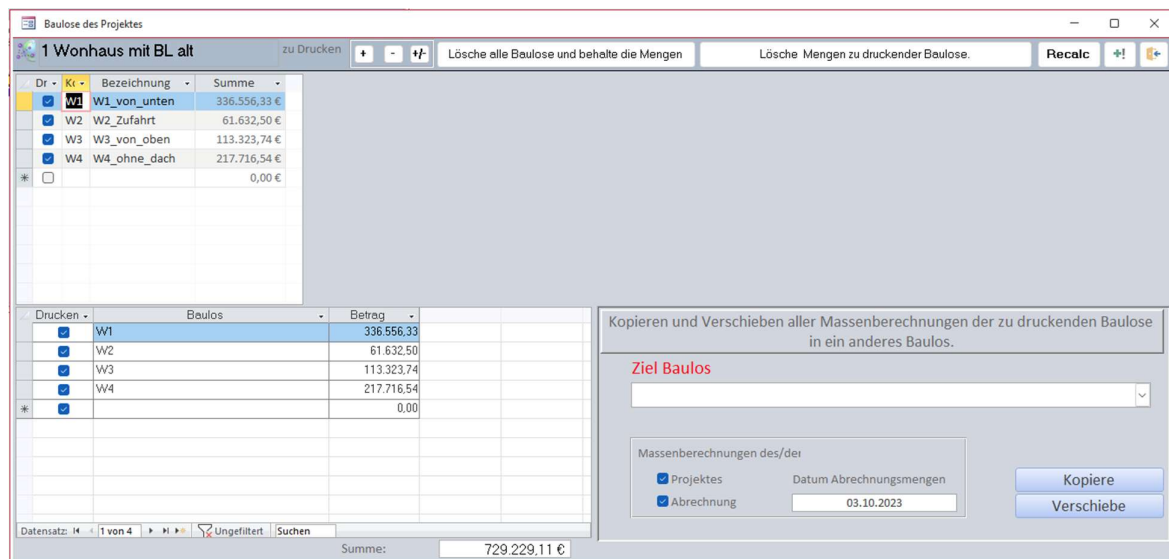 Baulose des Projektes
1 Wonhaus mit BL alt
zu Drucken
+ - +/- Lösche alle Baulose und behalte die Mengen Lösche Mengen zu druckender Baulose. Recalc +!
Dr Kc Bezeichnung Summe
W1 W1_von_unten 336.556,33 €
W2 W2_Zufahrt 61.632,50 €
W3 W3_von_oben 113.323,74 €
W4 W4_ohne_dach 217.716,54 €
* 0,00 €
Drucken Baulos Betrag
W1 336.556,33
W2 61.632,50
W3 113.323,74
W4 217.716,54
* 0,00
Datensatz: 1 von 4 Ungefiltert Suchen
Summe: 729.229,11 €
Kopieren und Verschieben aller Massenberechnungen der zu druckenden Baulose
in ein anderes Baulos.
Ziel Baulos
Massenberechnungen des/der
Projektes Datum Abrechnungsmengen
Abrechnung 03.10.2023
Kopiere
Verschiebe